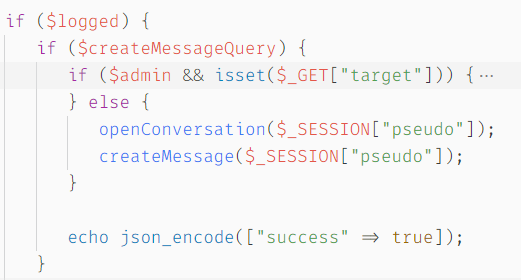 if ($logged) {
if ($createMessageQuery) {
if ($admin && isset($_GET["target"])) {···
} else {
openConversation($_SESSION["pseudo"]);
createMessage($_SESSION["pseudo"]);
}
echo json_encode(["success" => true]);
}